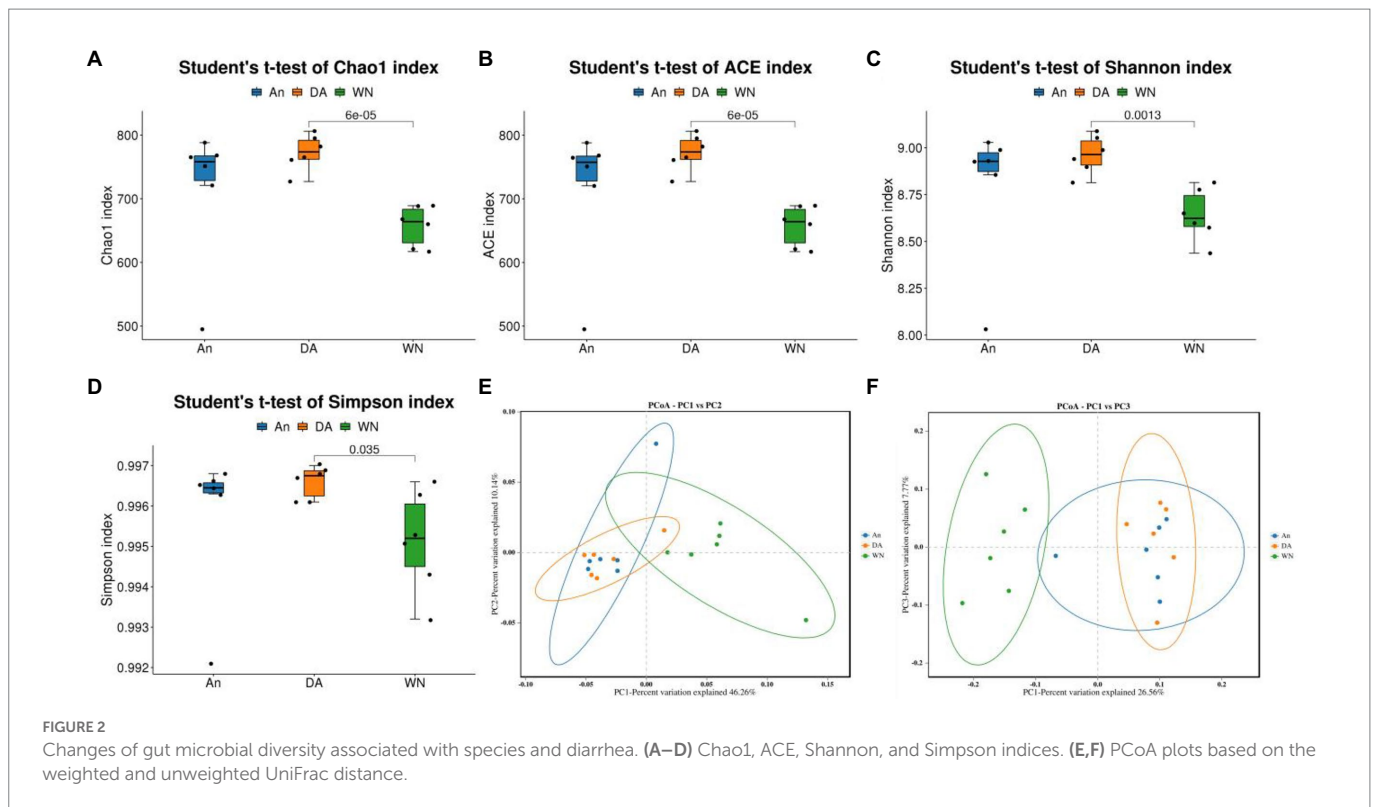 A
Student's t-test of Chao1 index
An DA WN
6e-05
Chao1 index
800
700
600
500
An DA WN
B
Student's t-test of ACE index
An DA WN
6e-05
ACE index
800
700
600
500
An DA WN
C
Student's t-test of Shannon index
An DA WN
0.0013
Shannon index
9.00
8.75
8.50
8.25
8.00
An DA WN
D
Student's t-test of Simpson index
An DA WN
0.035
Simpson index
0.997
0.996
0.995
0.994
0.993
0.992
An DA WN
E
PCoA - PC1 vs PC2
PC2-Percent variation explained 10.14%
0.10
0.05
0.00
-0.05
-0.10 -0.05 0.00 0.05 0.10 0.15
PC1-Percent variation explained 46.26%
An
DA
WN
F
PCoA - PC1 vs PC3
PC3-Percent variation explained 7.77%
0.2
0.1
0.0
-0.1
-0.2
-0.2 -0.1 0.0 0.1 0.2
PC1-Percent variation explained 26.56%
An
DA
WN
FIGURE 2
Changes of gut microbial diversity associated with species and diarrhea. (A–D) Chao1, ACE, Shannon, and Simpson indices. (E,F) PCoA plots based on the
weighted and unweighted UniFrac distance.